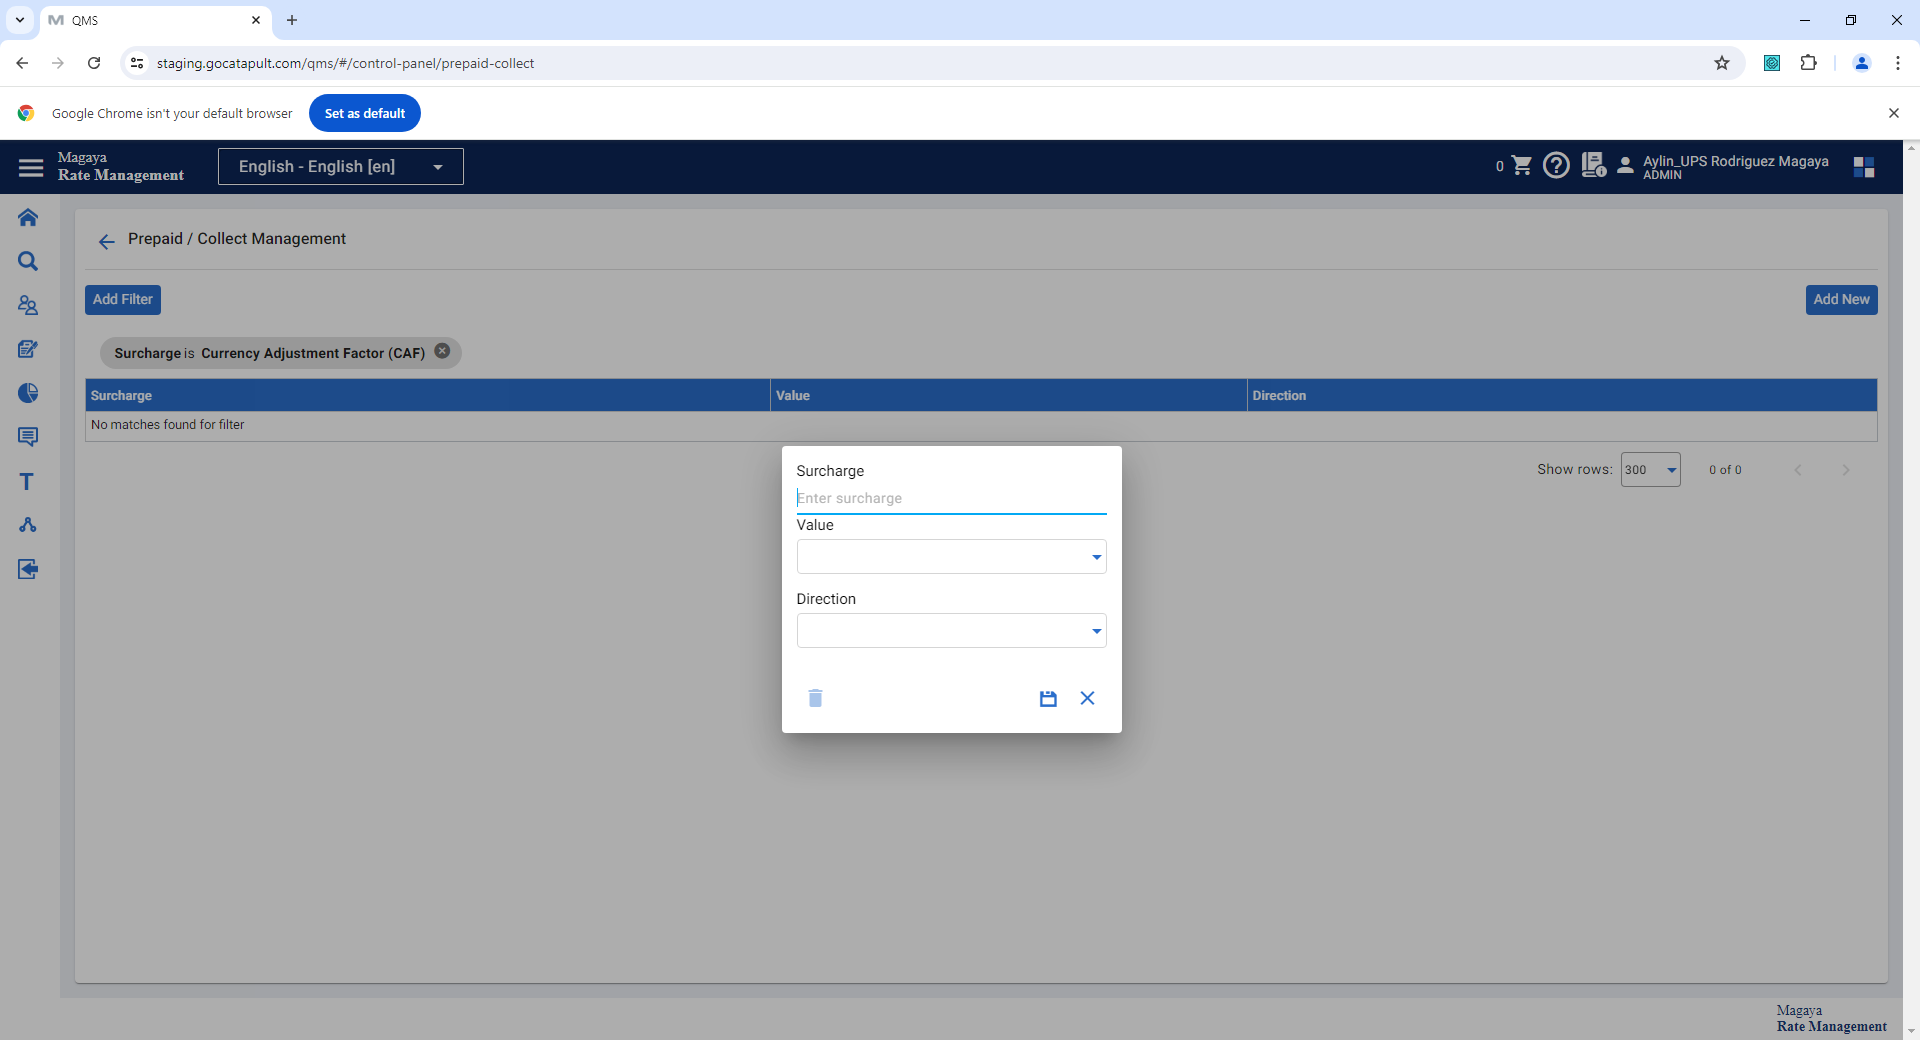 QMS
staging.gocatapult.com/qms/#/control-panel/prepaid-collect
Google Chrome isn't your default browser
Set as default
Magaya
Rate Management
English - English [en]
0
Aylin_UPS Rodriguez Magaya
ADMIN
Prepaid / Collect Management
Add Filter
Add New
Surcharge is Currency Adjustment Factor (CAF)
Surcharge
Value
Direction
No matches found for filter
Show rows:
300
0 of 0
Surcharge
Enter surcharge
Value
Direction
Magaya
Rate Management